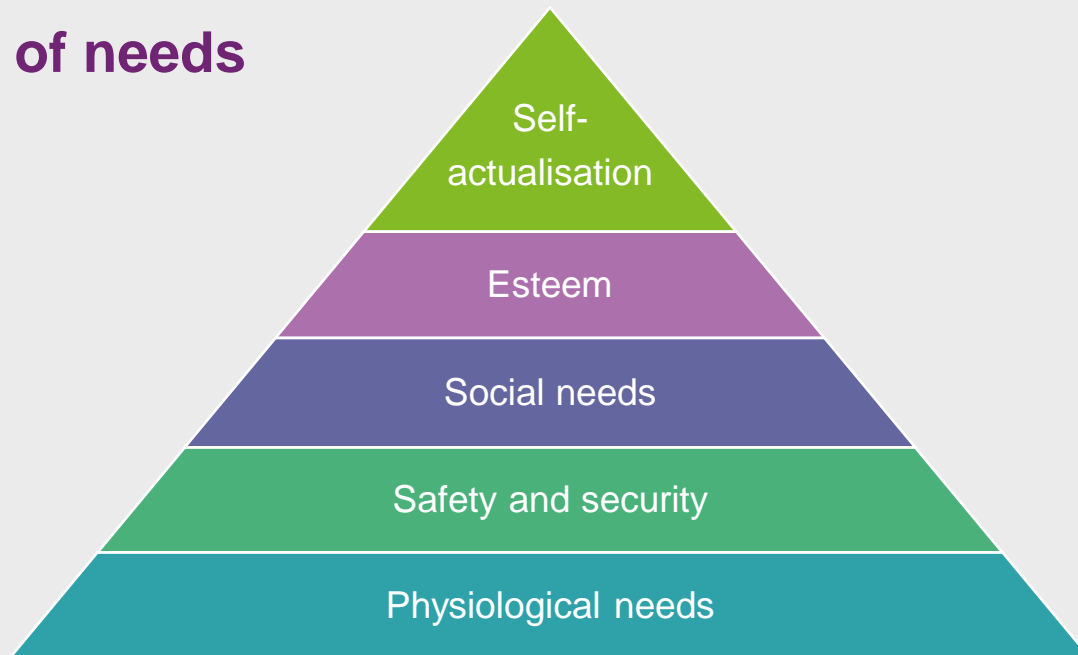 of needs
Self-
actualisation
Esteem
Social needs
Safety and security
Physiological needs